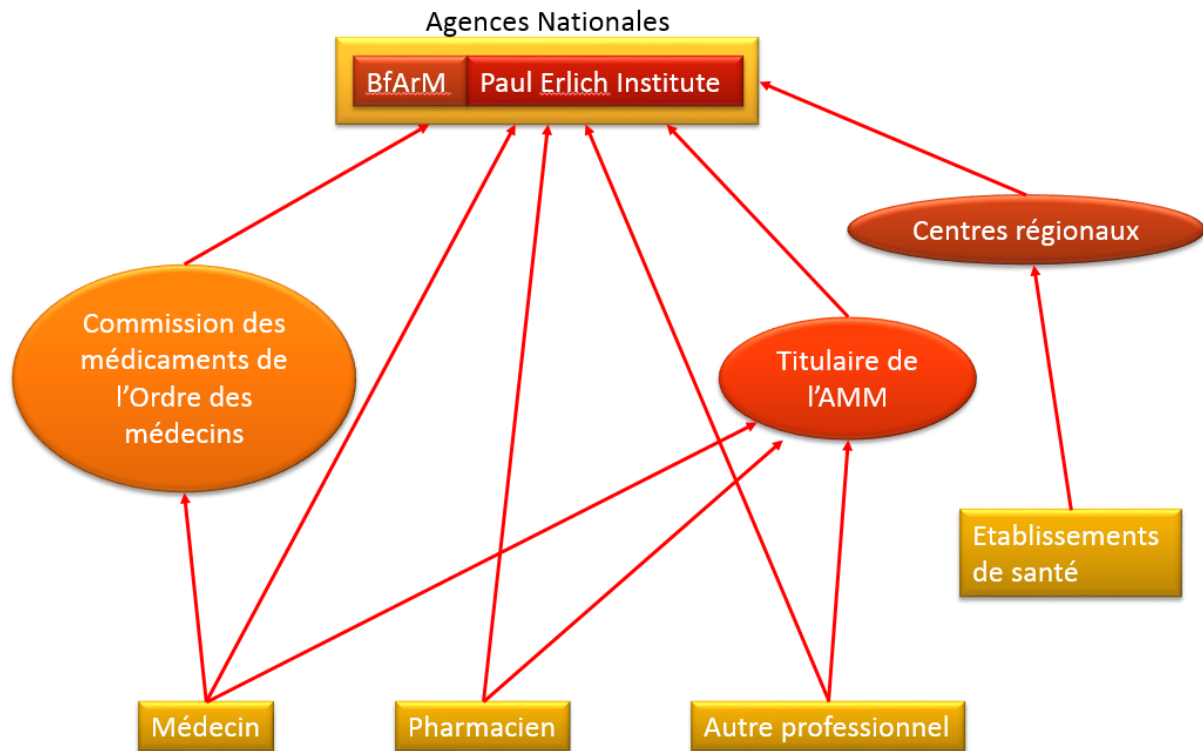 Agences Nationales
BfArM
Paul Erlich Institute
Centres régionaux
Commission des
médicaments de
l’Ordre des
médecins
Titulaire de
l’AMM
Etablissements
de santé
Médecin
Pharmacien
Autre professionnel